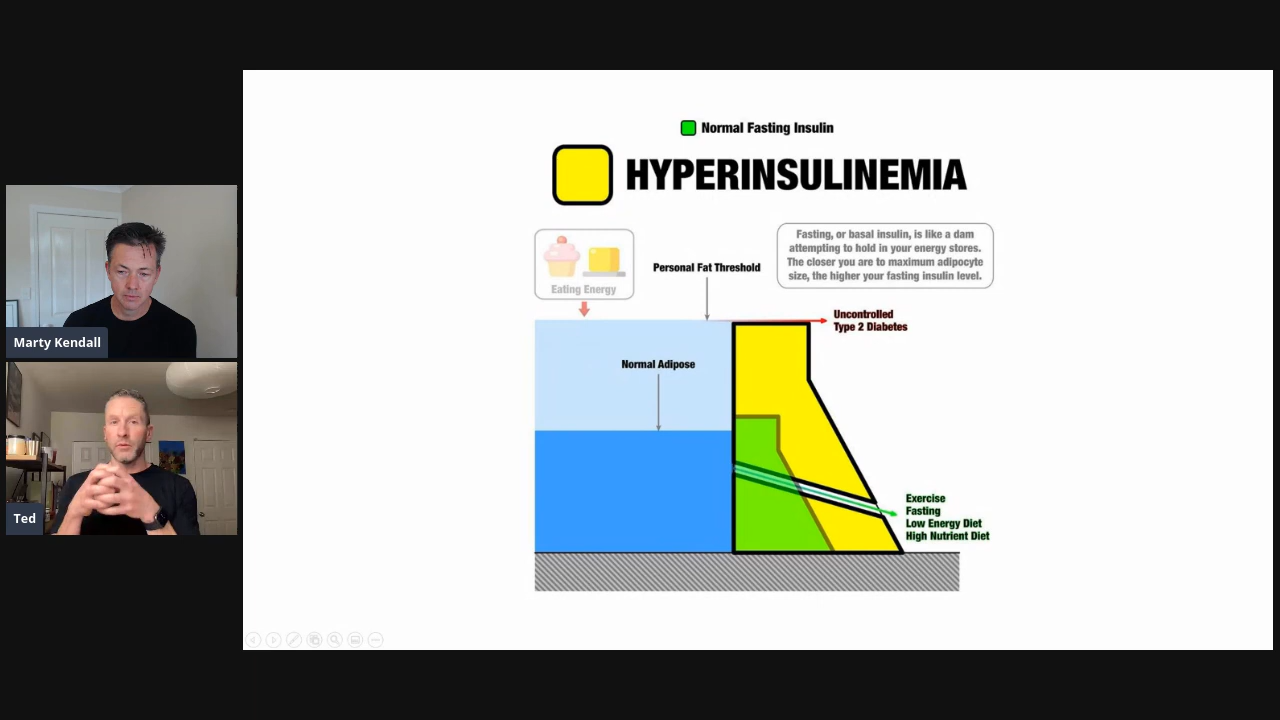 Normal Fasting Insulin
HYPERINSULINEMIA
Eating Energy
Personal Fat Threshold
Fasting, or basal insulin, is like a dam
attempting to hold in your energy stores.
The closer you are to maximum adipocyte
size, the higher your fasting insulin level.
Uncontrolled
Type 2 Diabetes
Normal Adipose
Exercise
Fasting
Low Energy Diet
High Nutrient Diet
Marty Kendall
Ted